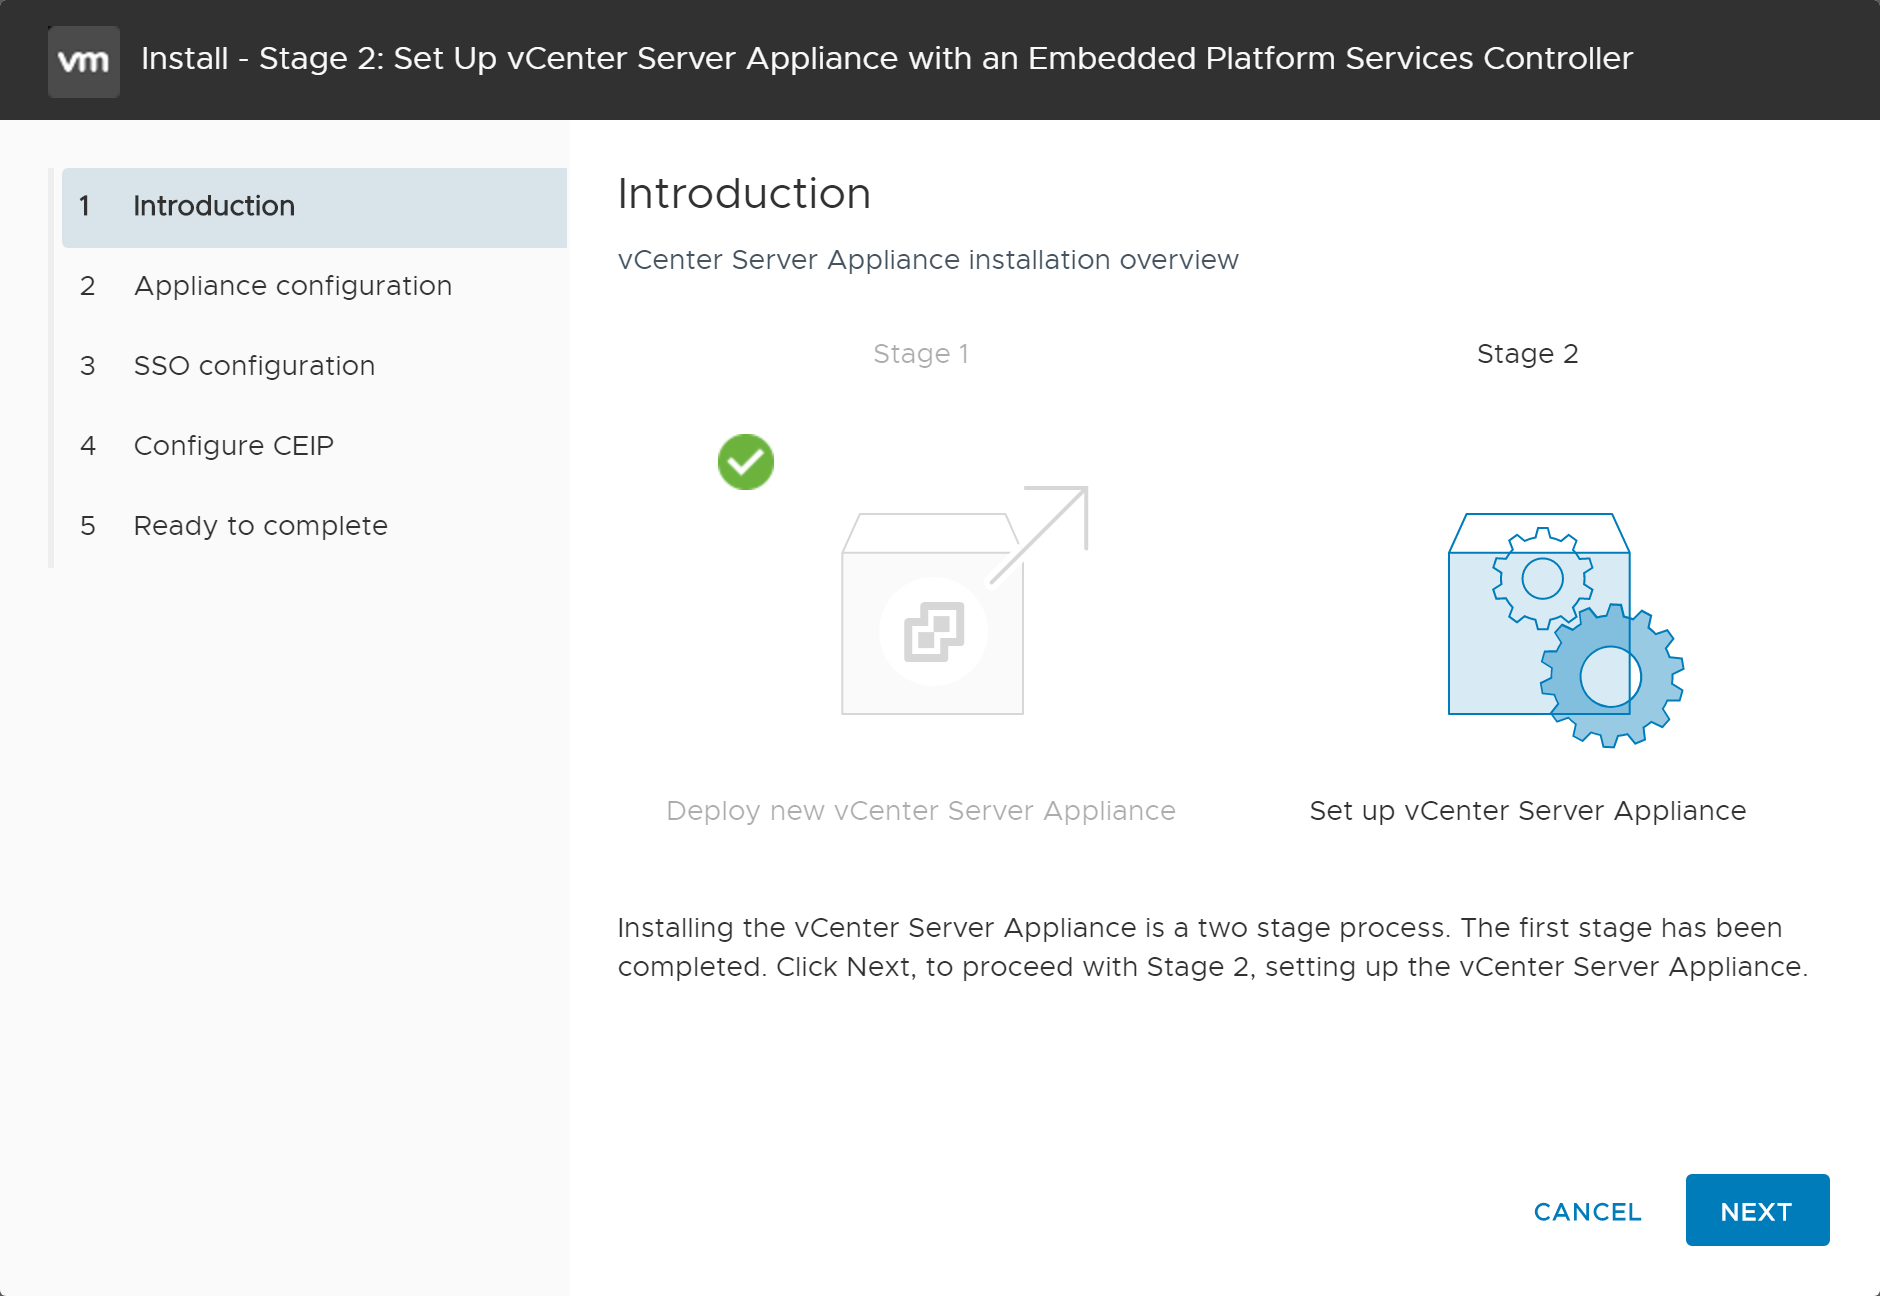 vm
Install - Stage 2: Set Up vCenter Server Appliance with an Embedded Platform Services Controller
1 Introduction
2 Appliance configuration
3 SSO configuration
4 Configure CEIP
5 Ready to complete
Introduction
vCenter Server Appliance installation overview
Stage 1
Stage 2
Deploy new vCenter Server Appliance
Set up vCenter Server Appliance
Installing the vCenter Server Appliance is a two stage process. The first stage has been
completed. Click Next, to proceed with Stage 2, setting up the vCenter Server Appliance.
CANCEL
NEXT